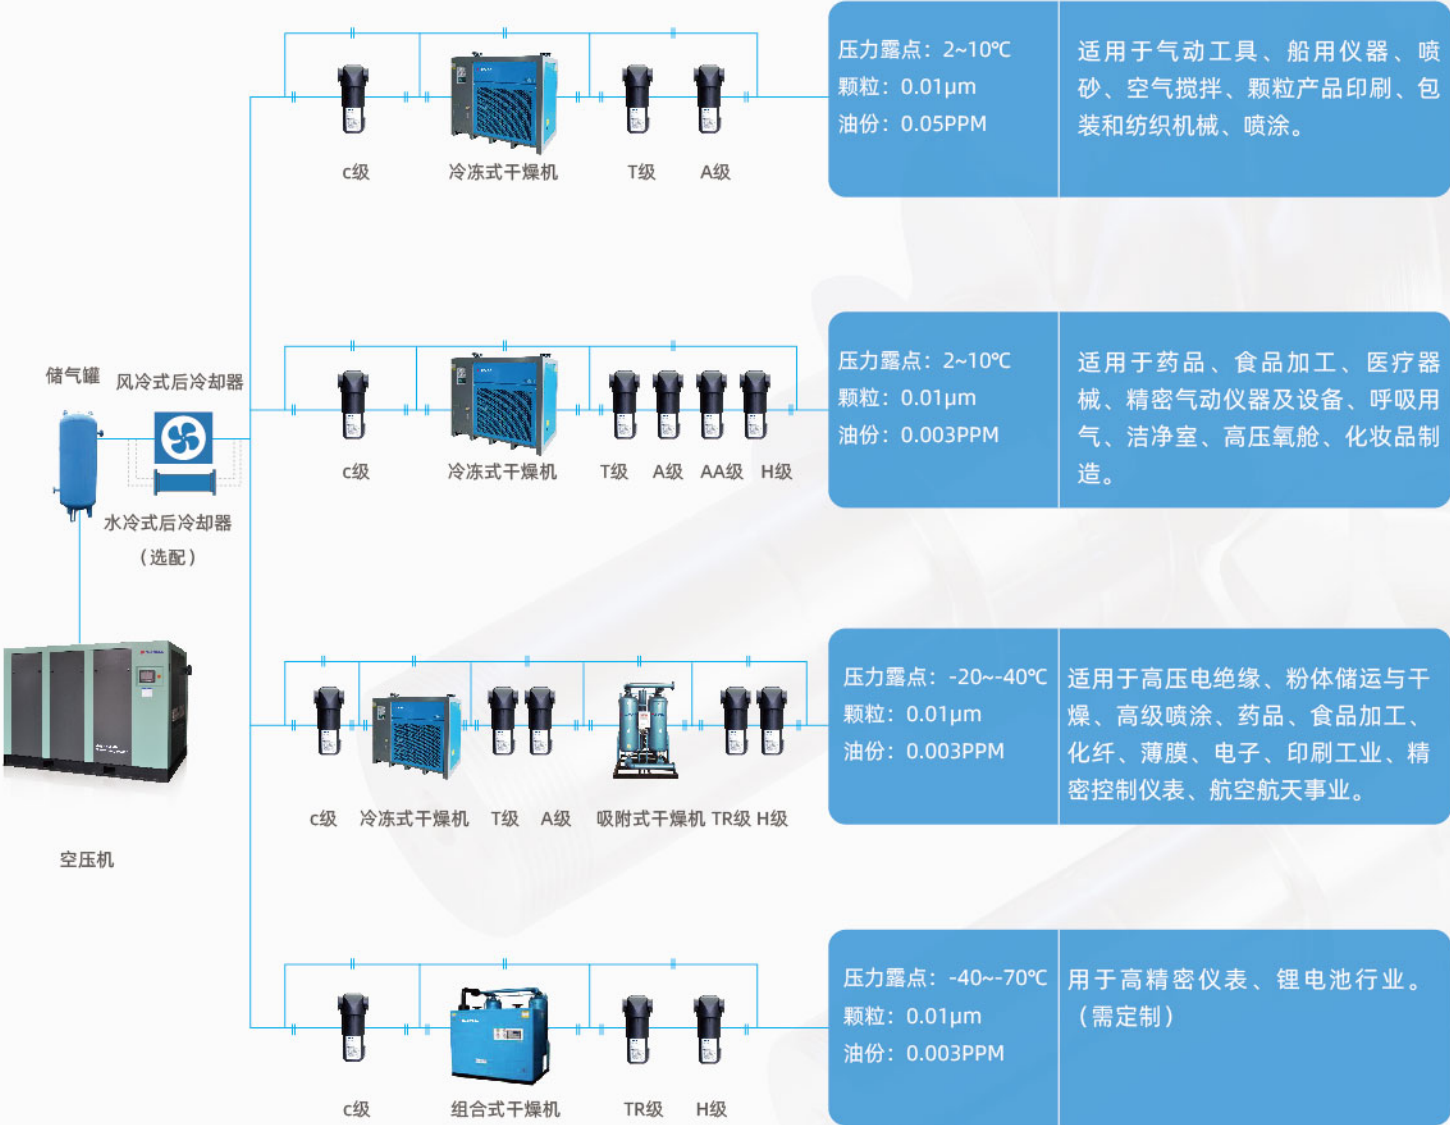 压力露点：2~10℃
颗粒：0.01μm
油份：0.05PPM
适用于气动工具、船用仪器、喷
砂、空气搅拌、颗粒产品印刷、包
装和纺织机械、喷涂。
c级
冷冻式干燥机
T级
A级
压力露点：2~10℃
颗粒：0.01μm
油份：0.003PPM
适用于药品、食品加工、医疗器
械、精密气动仪器及设备、呼吸用
气、洁净室、高压氧舱、化妆品制
造。
c级
冷冻式干燥机
T级
A级
AA级
H级
储气罐
风冷式后冷却器
水冷式后冷却器
（选配）
空压机
压力露点：-20~-40℃
颗粒：0.01μm
油份：0.003PPM
适用于高压电绝缘、粉体储运与干
燥、高级喷涂、药品、食品加工、
化纤、薄膜、电子、印刷工业、精
密控制仪表、航空航天事业。
c级
冷冻式干燥机
T级
A级
吸附式干燥机
TR级
H级
压力露点：-40~-70℃
颗粒：0.01μm
油份：0.003PPM
用于高精密仪表、锂电池行业。
（需定制）
c级
组合式干燥机
TR级
H级